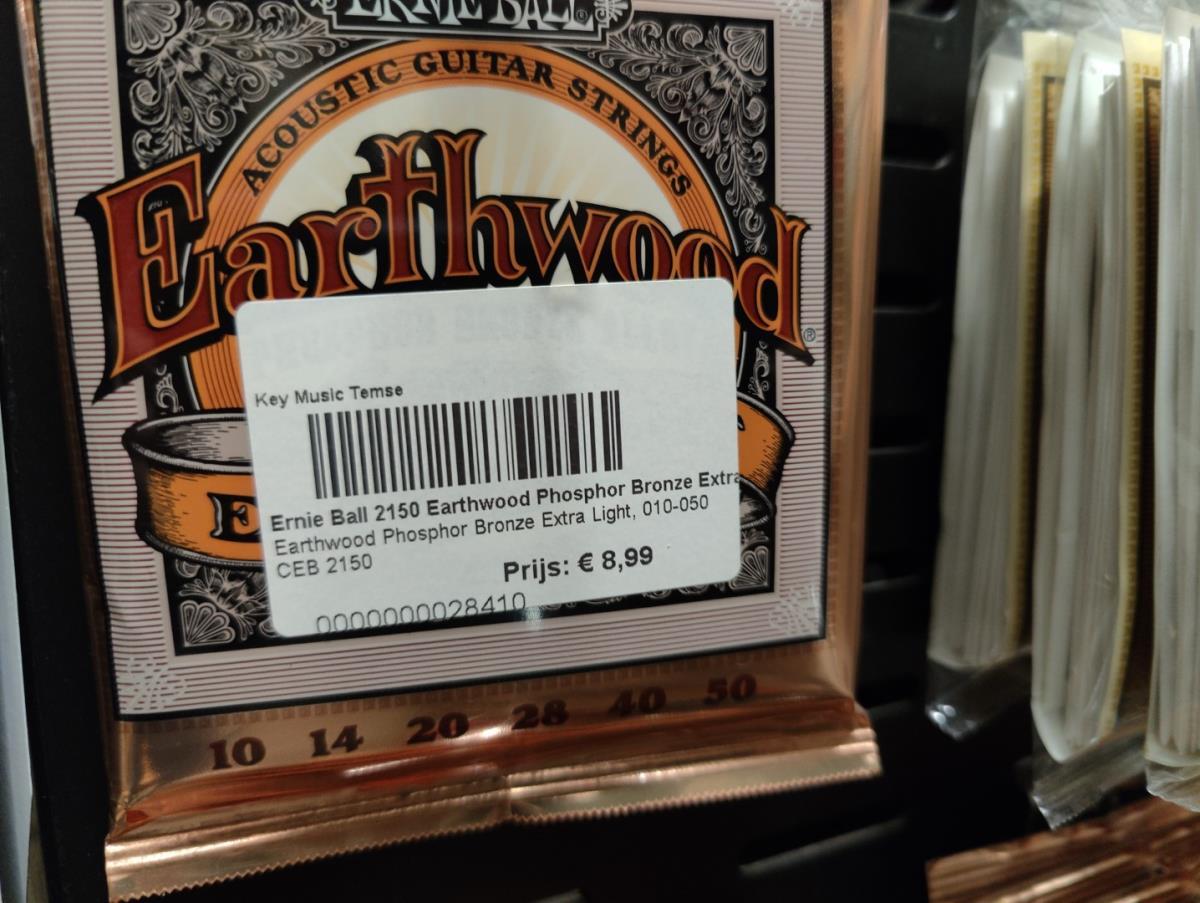 ERNIE BALL®
ACOUSTIC GUITAR STRINGS
Earthwood®
Key Music Temse
E
Ernie Ball 2150 Earthwood Phosphor Bronze Extra
Earthwood Phosphor Bronze Extra Light, 010-050
CEB 2150
Prijs: € 8,99
0000000028410
10 14 20 28 40 50